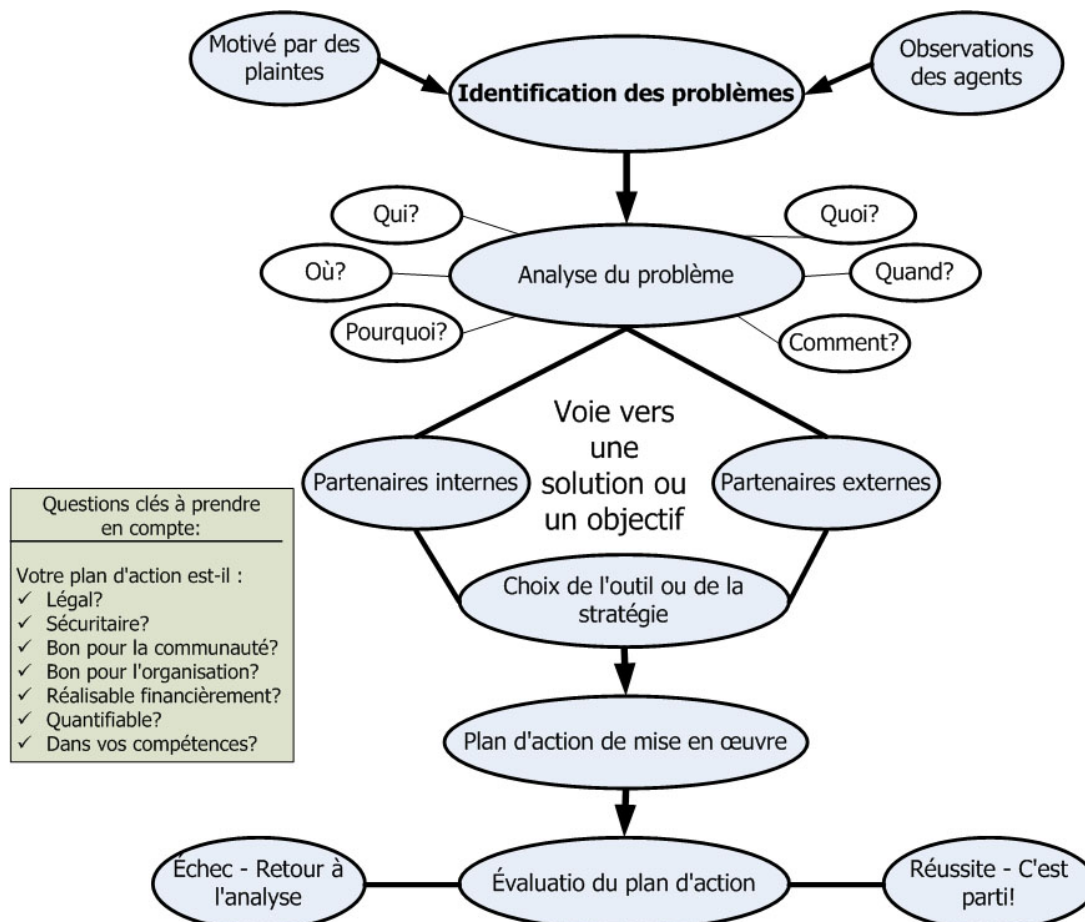 Motivé par des
plaintes
Observations
des agents
Identification des problèmes
Qui?
Quoi?
Où?
Analyse du problème
Quand?
Pourquoi?
Comment?
Voie vers
une
solution ou
un objectif
Partenaires internes
Partenaires externes
Questions clés à prendre
en compte:
Votre plan d'action est-il :
✓ Légal?
✓ Sécuritaire?
✓ Bon pour la communauté?
✓ Bon pour l'organisation?
✓ Réalisable financièrement?
✓ Quantifiable?
✓ Dans vos compétences?
Choix de l'outil ou de la
stratégie
Plan d'action de mise en œuvre
Échec - Retour à
l'analyse
Évaluatio du plan d'action
Réussite - C'est
parti!